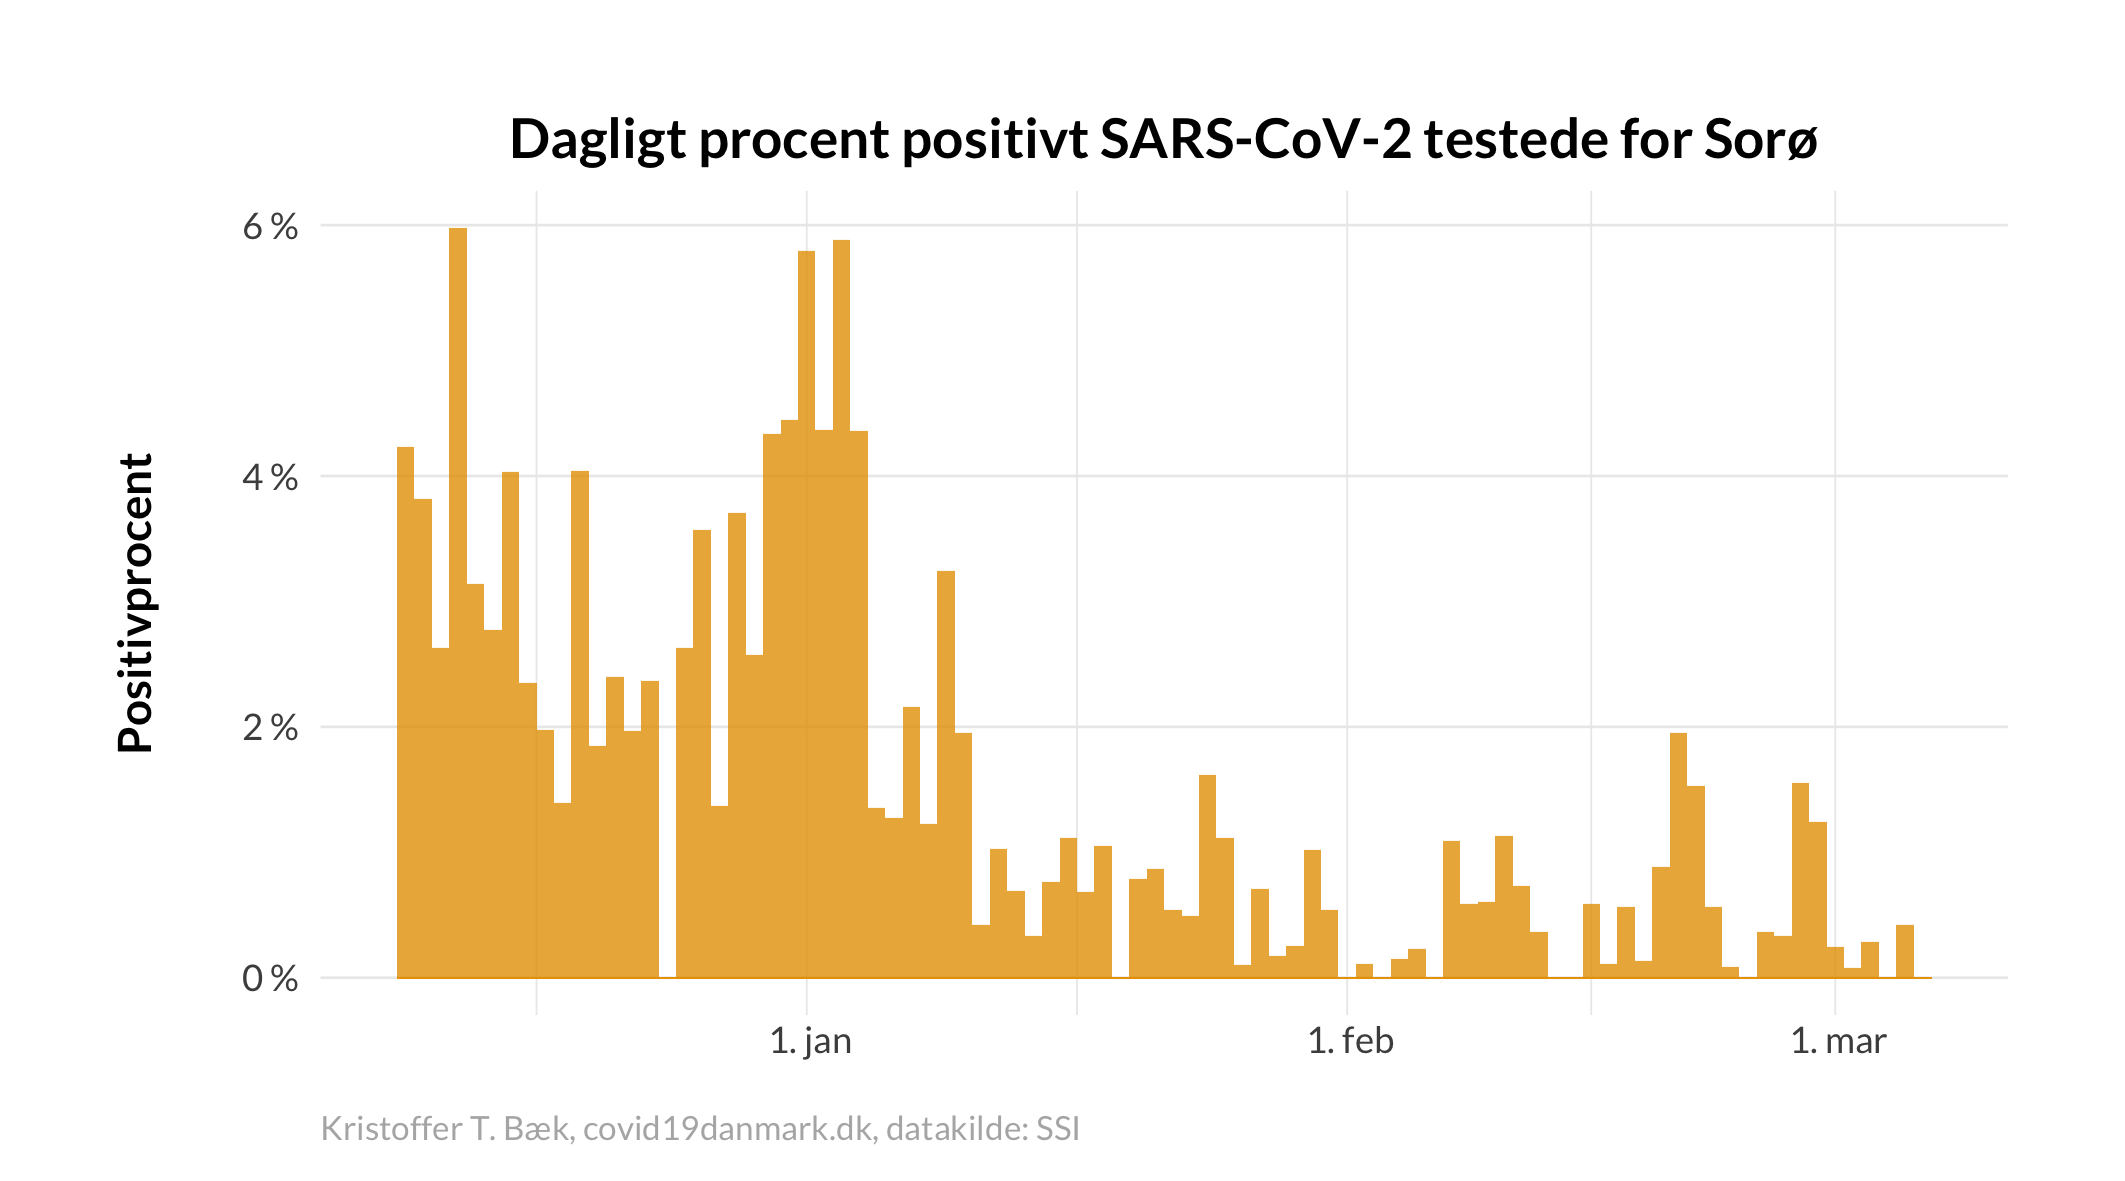 Dagligt procent positivt SARS-CoV-2 testede for Sorø
Positivprocent
6 %
4 %
2 %
0 %
1. jan
1. feb
1. mar
Kristoffer T. Bæk, covid19danmark.dk, datakilde: SSI